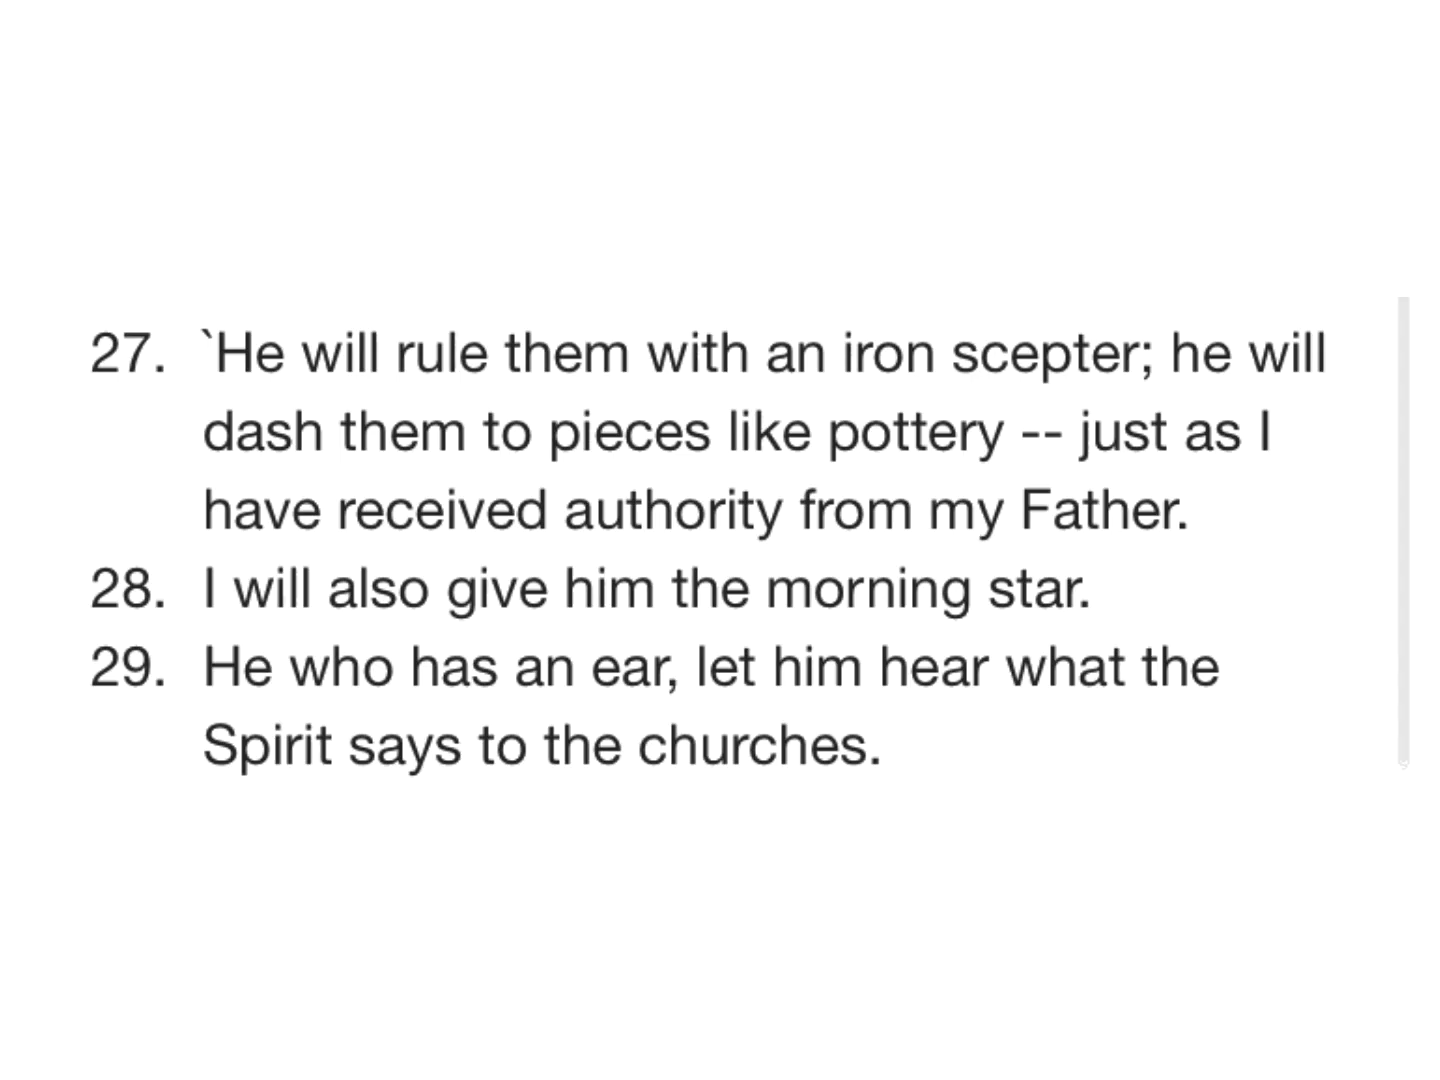 27. `He will rule them with an iron scepter; he will
dash them to pieces like pottery -- just as I
have received authority from my Father.
28. I will also give him the morning star.
29. He who has an ear, let him hear what the
Spirit says to the churches.